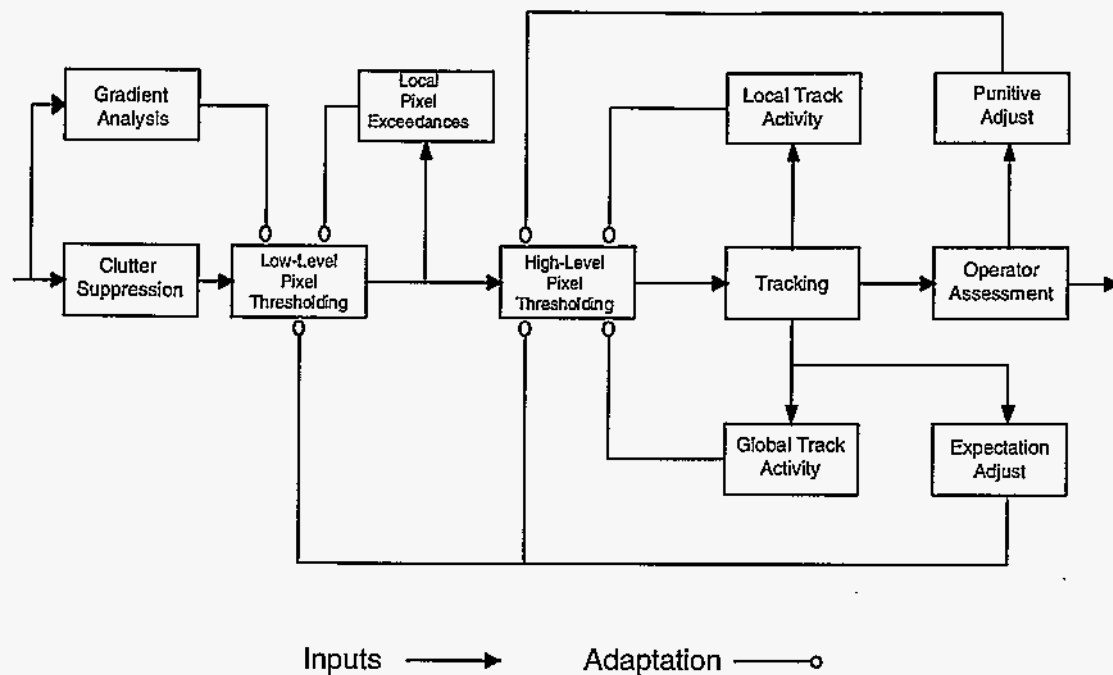 Gradient
Analysis
Local
Pixel
Exceedances
Local Track
Activity
Punitive
Adjust
Clutter
Suppression
Low-Level
Pixel
Thresholding
High-Level
Pixel
Thresholding
Tracking
Operator
Assessment
Global Track
Activity
Expectation
Adjust
Inputs
Adaptation